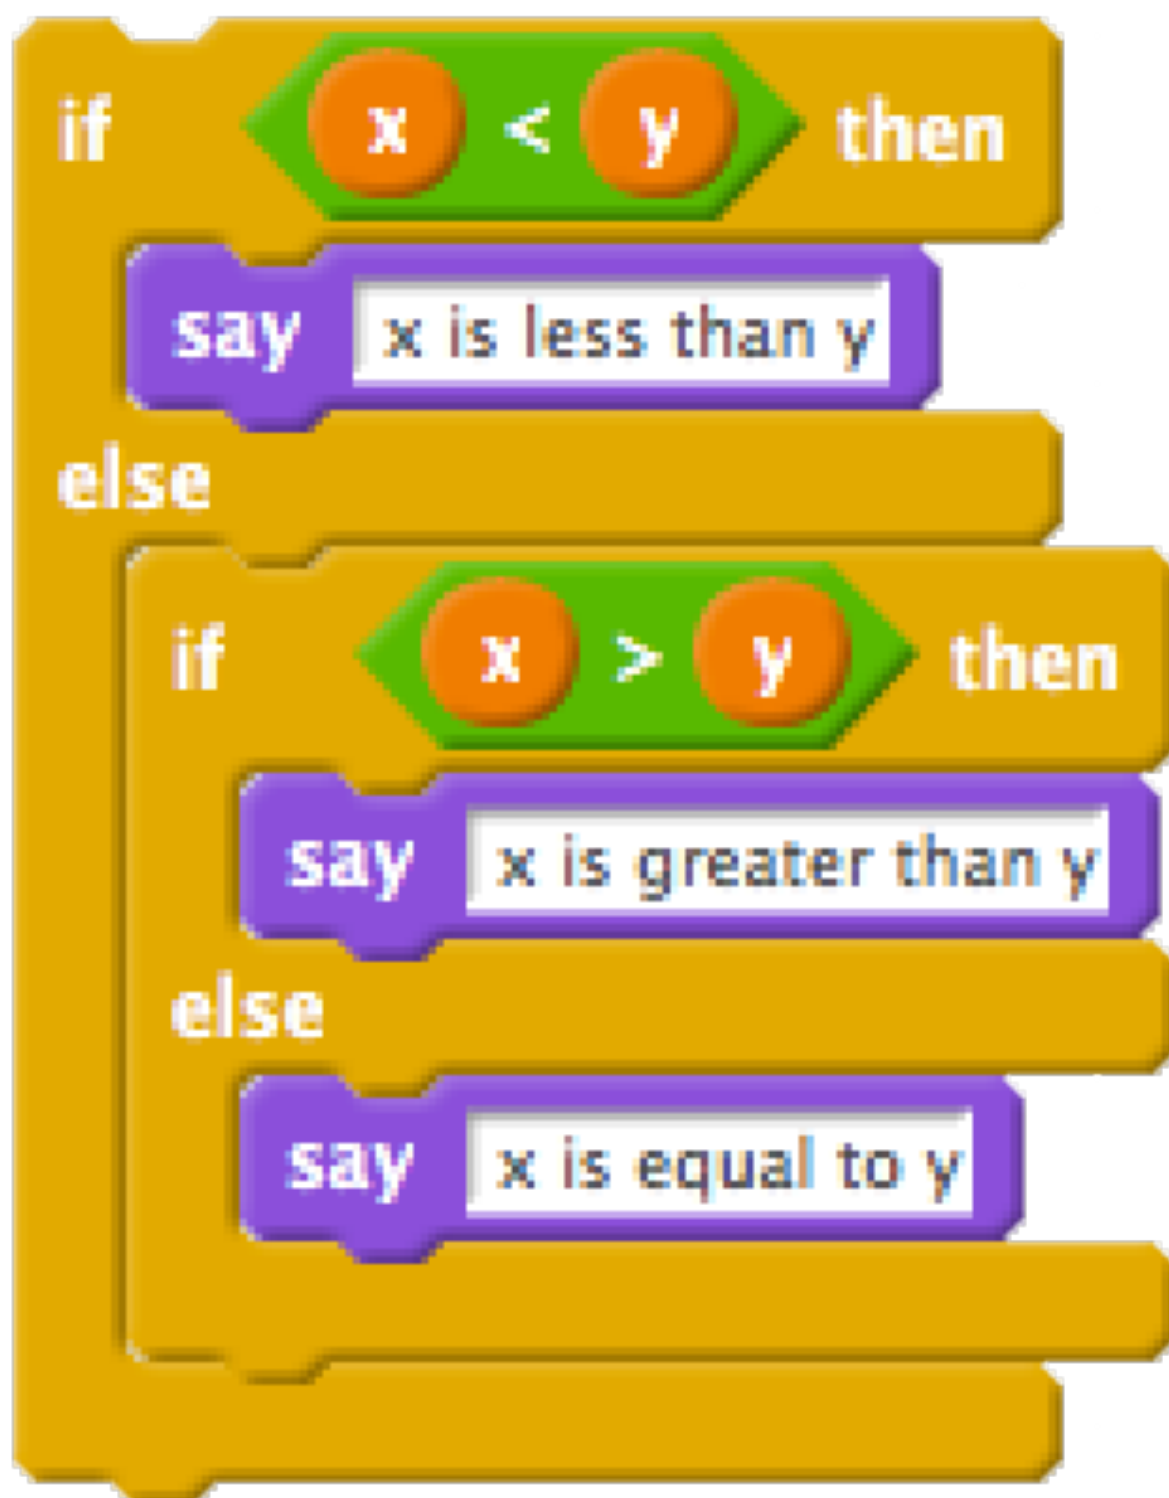 if x < y then
say x is less than y
else
if x > y then
say x is greater than y
else
say x is equal to y